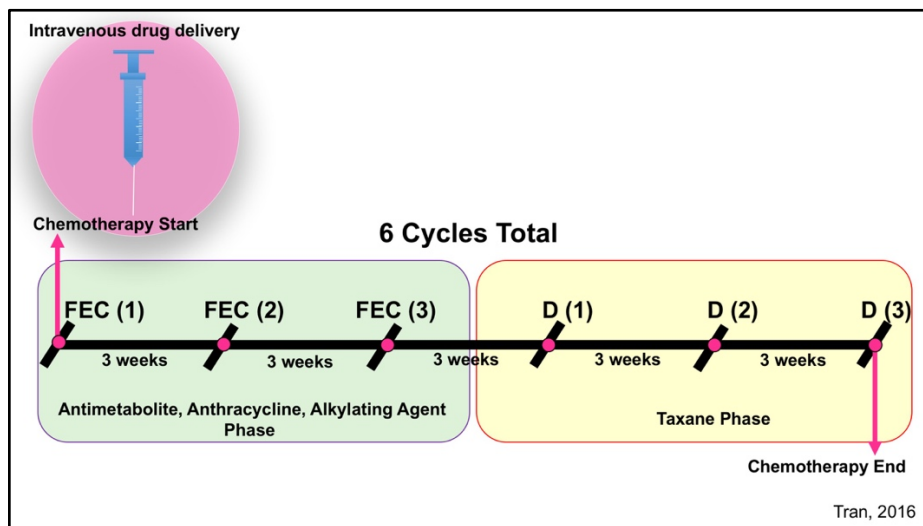 Intravenous drug delivery
Chemotherapy Start
6 Cycles Total
FEC (1)
FEC (2)
FEC (3)
D (1)
D (2)
D (3)
3 weeks
3 weeks
3 weeks
3 weeks
3 weeks
Antimetabolite, Anthracycline, Alkylating Agent
Phase
Taxane Phase
Chemotherapy End
Tran, 2016